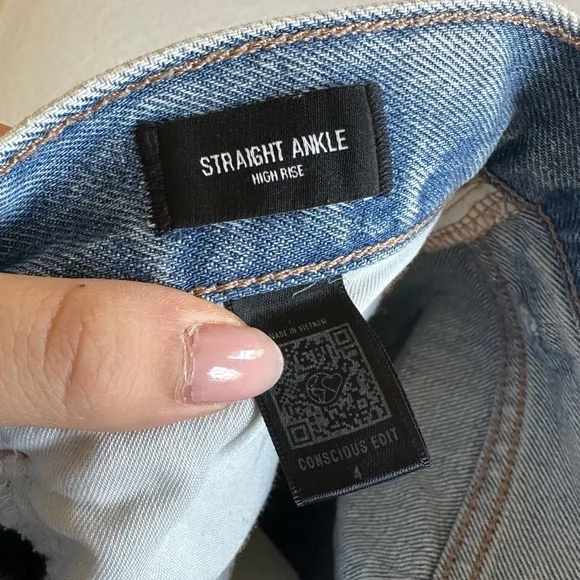 STRAIGHT ANKLE
HIGH RISE
MADE IN VIETNAM
CONSCIOUS EDIT
4